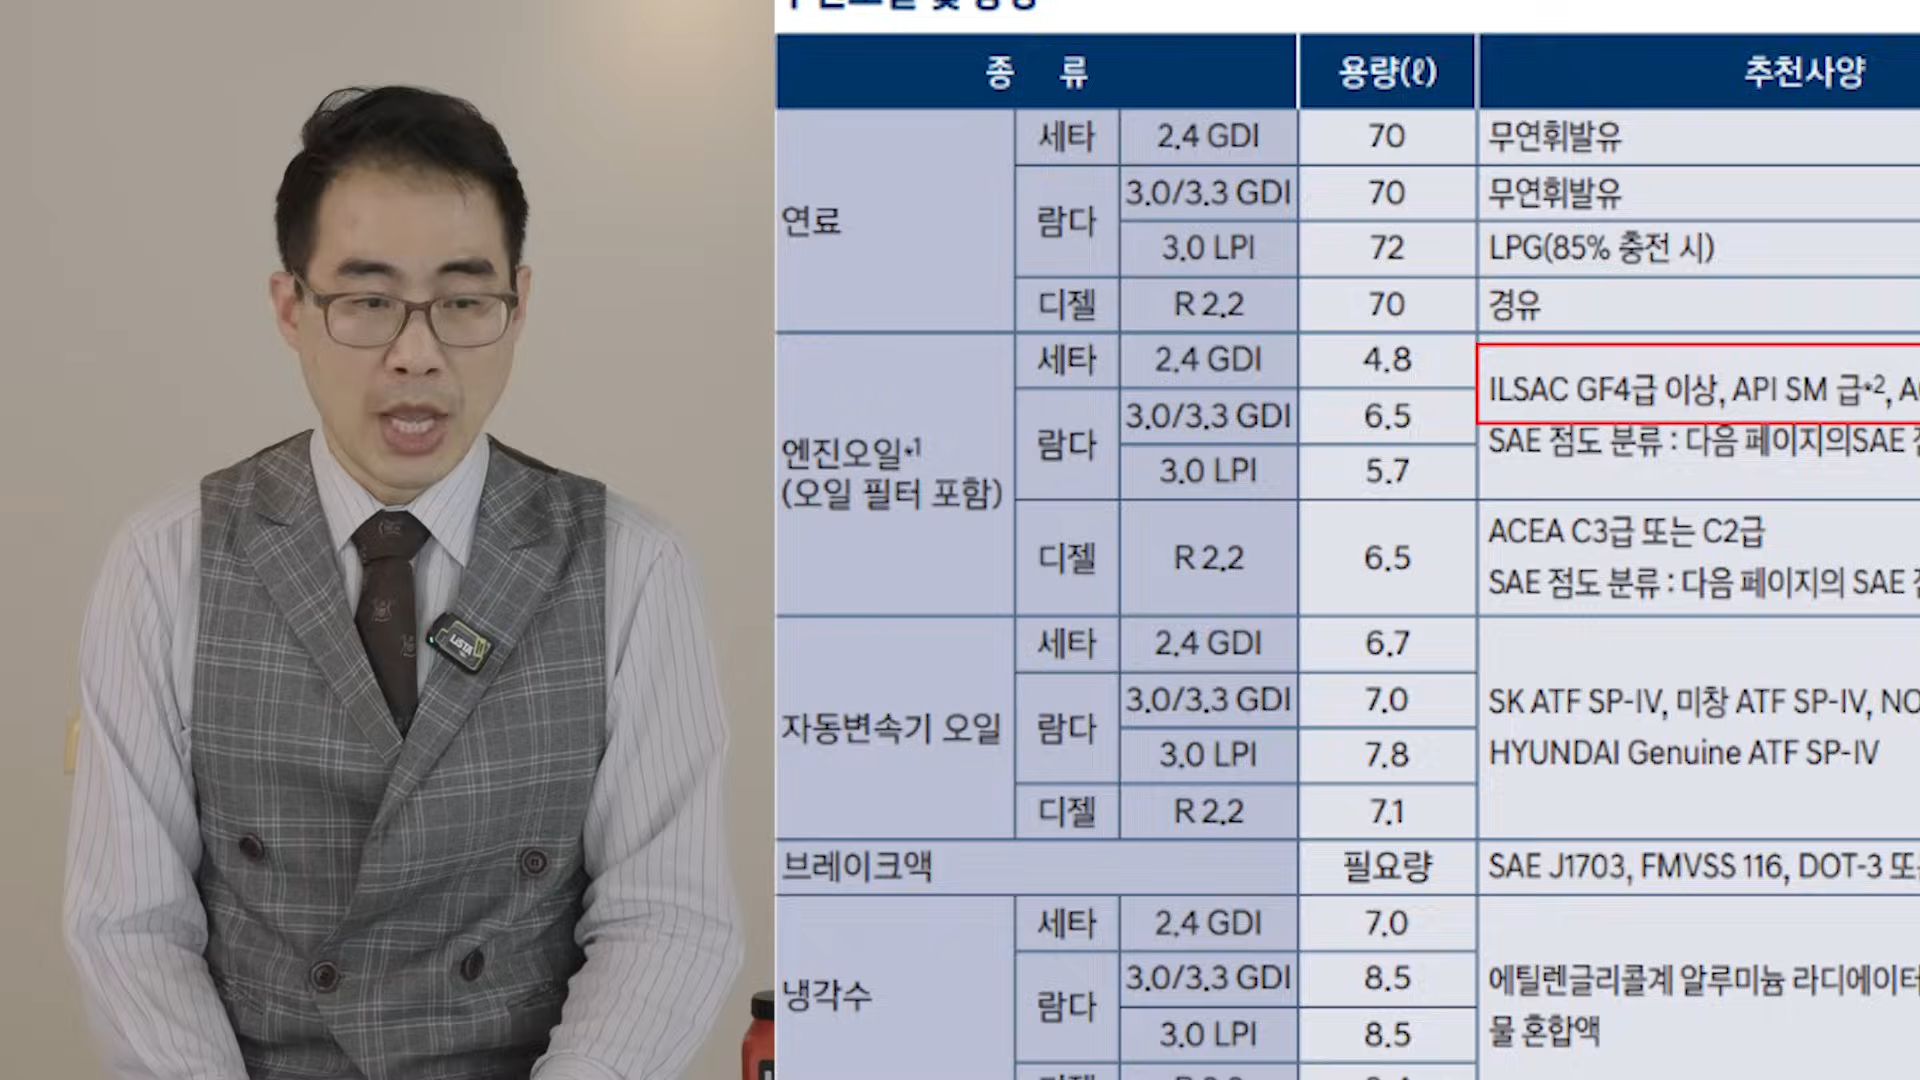 종 류 용량(ℓ) 추천사양
연료 세타 2.4 GDI 70 무연휘발유
람다 3.0/3.3 GDI 70 무연휘발유
3.0 LPI 72 LPG(85% 충전 시)
디젤 R 2.2 70 경유
엔진오일*1
(오일 필터 포함)
세타 2.4 GDI 4.8
람다 3.0/3.3 GDI 6.5
3.0 LPI 5.7
ILSAC GF4급 이상, API SM 급*2,
SAE 점도 분류 : 다음 페이지의SAE
디젤 R 2.2 6.5
ACEA C3급 또는 C2급
SAE 점도 분류 : 다음 페이지의 SAE
자동변속기 오일
세타 2.4 GDI 6.7
람다 3.0/3.3 GDI 7.0
3.0 LPI 7.8
디젤 R 2.2 7.1
SK ATF SP-IV, 미창 ATF SP-IV,
HYUNDAI Genuine ATF SP-IV
브레이크액 필요량 SAE J1703, FMVSS 116, DOT-3
냉각수
세타 2.4 GDI 7.0
람다 3.0/3.3 GDI 8.5
3.0 LPI 8.5
에틸렌글리콜계 알루미늄 라디에이터
물 혼합액